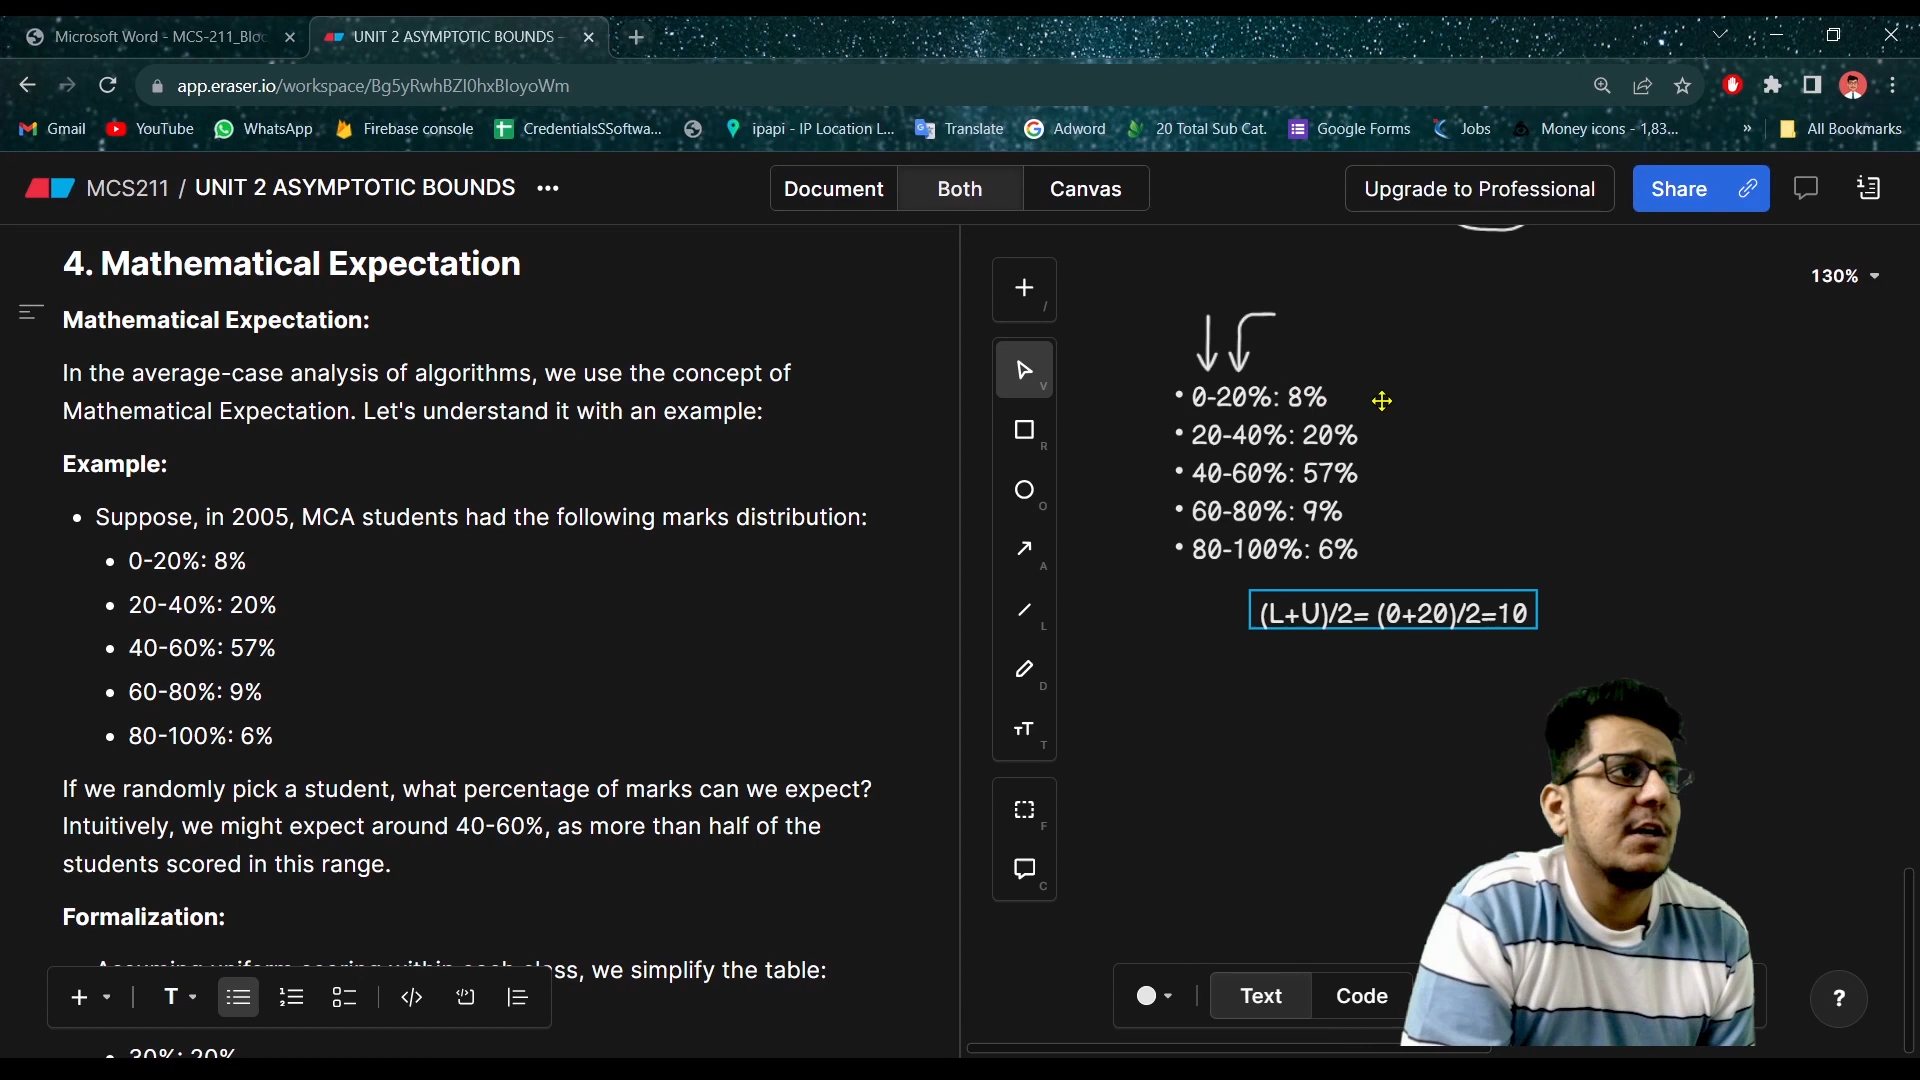 Microsoft Word - MCS-211_Bloc
UNIT 2 ASYMPTOTIC BOUNDS -
app.eraser.io/workspace/Bg5yRwhBZI0hxBIoyoWm
Gmail
YouTube
WhatsApp
Firebase console
CredentialsSSoftwa...
ipapi - IP Location L...
Translate
Adword
20 Total Sub Cat.
Google Forms
Jobs
Money icons - 1,83...
»
All Bookmarks
MCS211 / UNIT 2 ASYMPTOTIC BOUNDS •••
Document
Both
Canvas
Upgrade to Professional
Share
4. Mathematical Expectation
Mathematical Expectation:
In the average-case analysis of algorithms, we use the concept of
Mathematical Expectation. Let's understand it with an example:
Example:
• Suppose, in 2005, MCA students had the following marks distribution:
• 0-20%: 8%
• 20-40%: 20%
• 40-60%: 57%
• 60-80%: 9%
• 80-100%: 6%
If we randomly pick a student, what percentage of marks can we expect?
Intuitively, we might expect around 40-60%, as more than half of the
students scored in this range.
Formalization:
ss, we simplify the table:
• 30%: 20%
T
130%
/
V
R
O
A
L
D
TT
T
F
C
• 0-20%: 8%
• 20-40%: 20%
• 40-60%: 57%
• 60-80%: 9%
• 80-100%: 6%
(L+U)/2= (0+20)/2=10
Text
Code
?